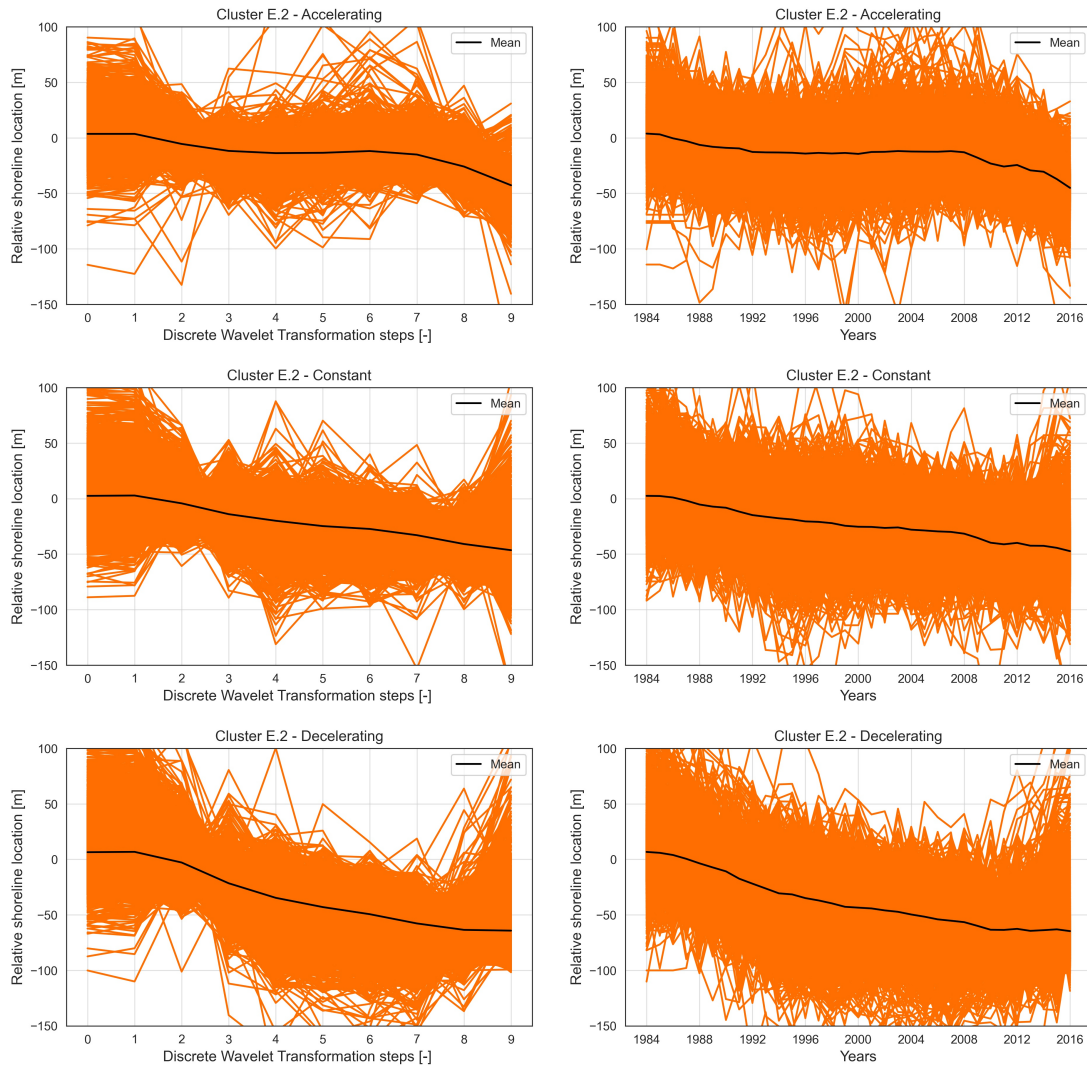 Cluster E.2 - Accelerating
Relative shoreline location [m]
100
50
0
−50
−100
−150
Mean
0 1 2 3 4 5 6 7 8 9
Discrete Wavelet Transformation steps [-]
Cluster E.2 - Accelerating
Relative shoreline location [m]
100
50
0
−50
−100
−150
Mean
1984 1988 1992 1996 2000 2004 2008 2012 2016
Years
Cluster E.2 - Constant
Relative shoreline location [m]
100
50
0
−50
−100
−150
Mean
0 1 2 3 4 5 6 7 8 9
Discrete Wavelet Transformation steps [-]
Cluster E.2 - Constant
Relative shoreline location [m]
100
50
0
−50
−100
−150
Mean
1984 1988 1992 1996 2000 2004 2008 2012 2016
Years
Cluster E.2 - Decelerating
Relative shoreline location [m]
100
50
0
−50
−100
−150
Mean
0 1 2 3 4 5 6 7 8 9
Discrete Wavelet Transformation steps [-]
Cluster E.2 - Decelerating
Relative shoreline location [m]
100
50
0
−50
−100
−150
Mean
1984 1988 1992 1996 2000 2004 2008 2012 2016
Years